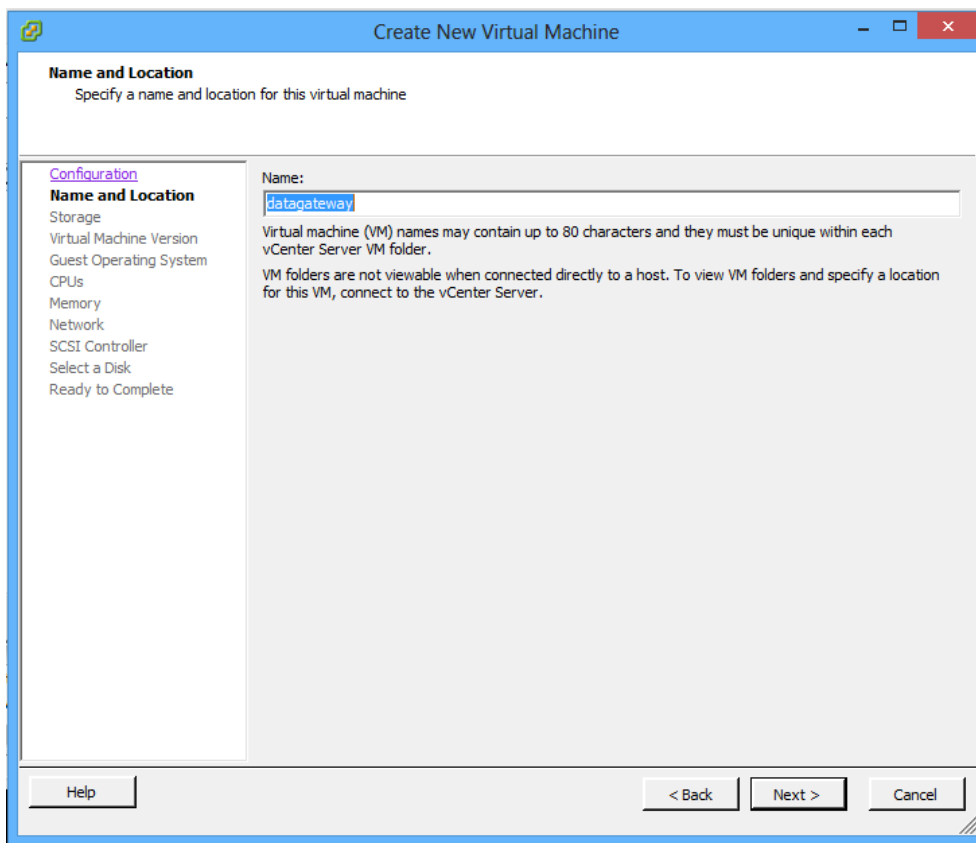 Create New Virtual Machine
Name and Location
Specify a name and location for this virtual machine
Configuration
Name and Location
Storage
Virtual Machine Version
Guest Operating System
CPUs
Memory
Network
SCSI Controller
Select a Disk
Ready to Complete
Name:
datagateway
Virtual machine (VM) names may contain up to 80 characters and they must be unique within each
vCenter Server VM folder.
VM folders are not viewable when connected directly to a host. To view VM folders and specify a location
for this VM, connect to the vCenter Server.
Help
< Back
Next >
Cancel